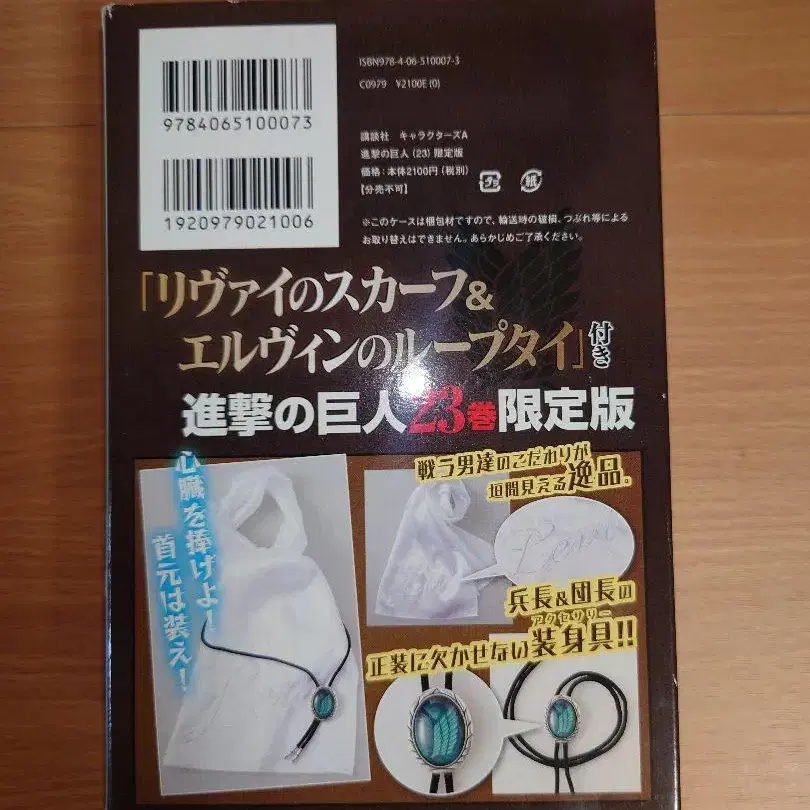 ISBN978-4-06-510007-3
C0979 ¥2100E (0)
9784065100073
1920979021006
講談社 キャラクターズA
進撃の巨人 (23) 限定版
価格:本体2100円 (税別)
【分売不可】
プラ
紙
※このケースは梱包材ですので、輸送時の破損、つぶれ等による
お取り替えはできません。あらかじめご了承ください。
「リヴァイのスカーフ&
エルヴィンのループタイ」付き
進撃の巨人23巻限定版
心臓を捧げよ!
首元は装え!
戦う男達のこだわりが
垣間見える逸品。
兵長&団長の
正装に欠かせない装身具!!
アクセサリー